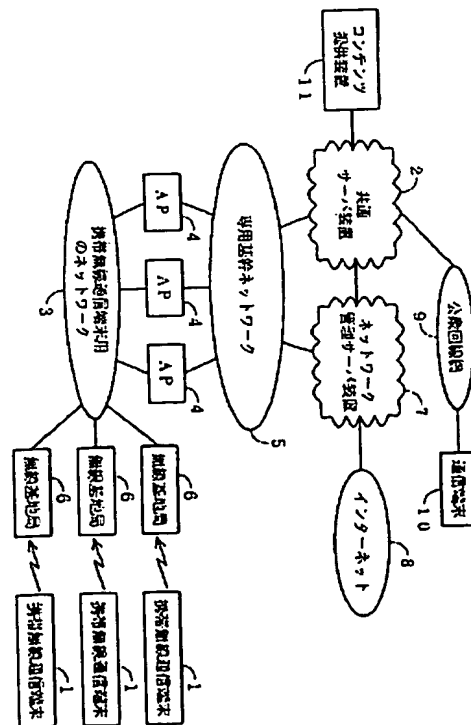 公衆回線網
9
通信端末
10
コンテンツ
提供装置
11
共通
サーバ装置
2
ネットワーク
管理サーバ装置
7
インターネット
8
専用基幹ネットワーク
5
AP
4
AP
4
AP
4
携帯無線通信端末用
のネットワーク
3
無線基地局
6
無線基地局
6
無線基地局
6
携帯無線通信端末
1
携帯無線通信端末
1
携帯無線通信端末
1